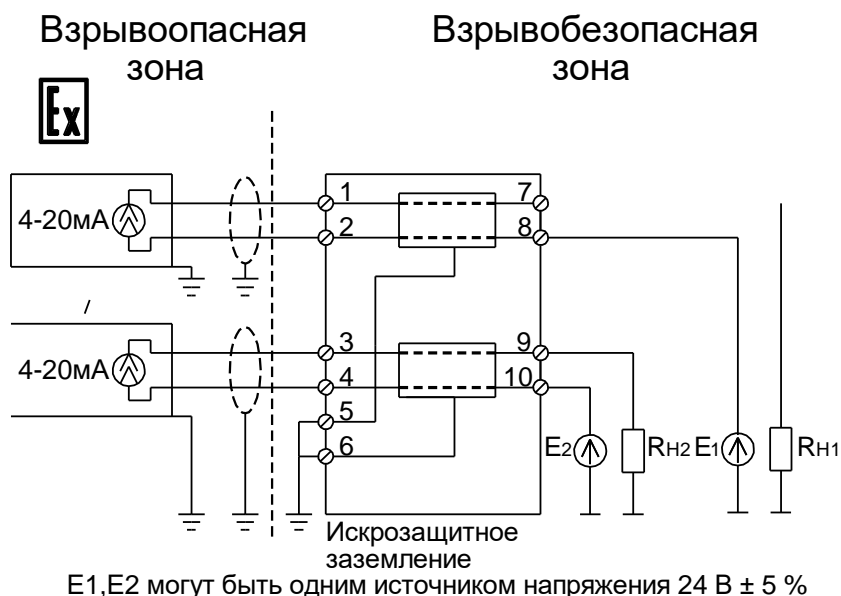 Взрывоопасная
зона
Взрывобезопасная
зона
Ex
1
7
4-20мА
2
8
/
3
9
4-20мА
4
10
5
6
E2
RH2
E1
RH1
Искрозащитное
заземление
E1,E2 могут быть одним источником напряжения 24 В ± 5 %